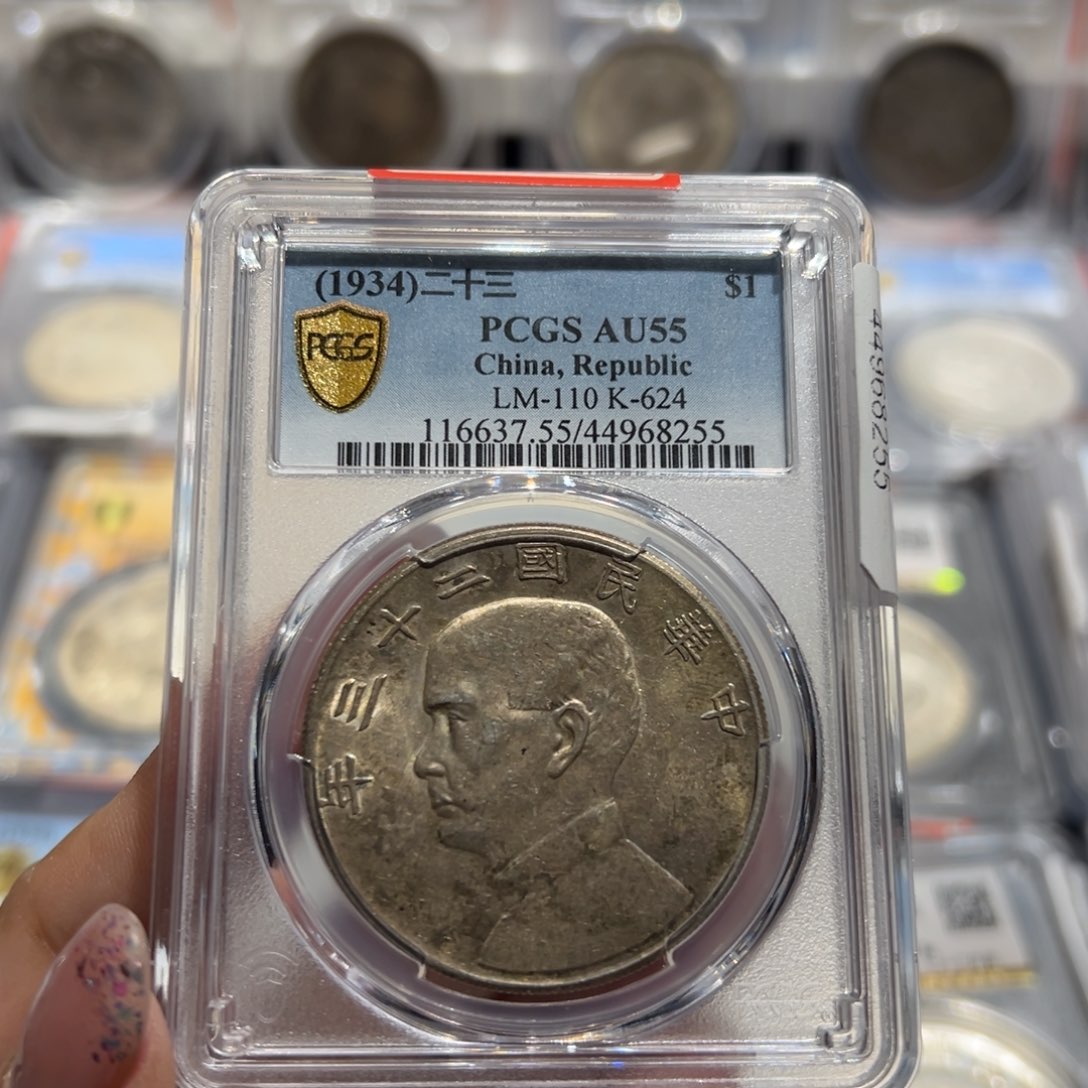 (1934)二十三 $1
PCGS
PCGS AU55
China, Republic
LM-110 K-624
116637.55/44968255
44968255
中華民國二十三年